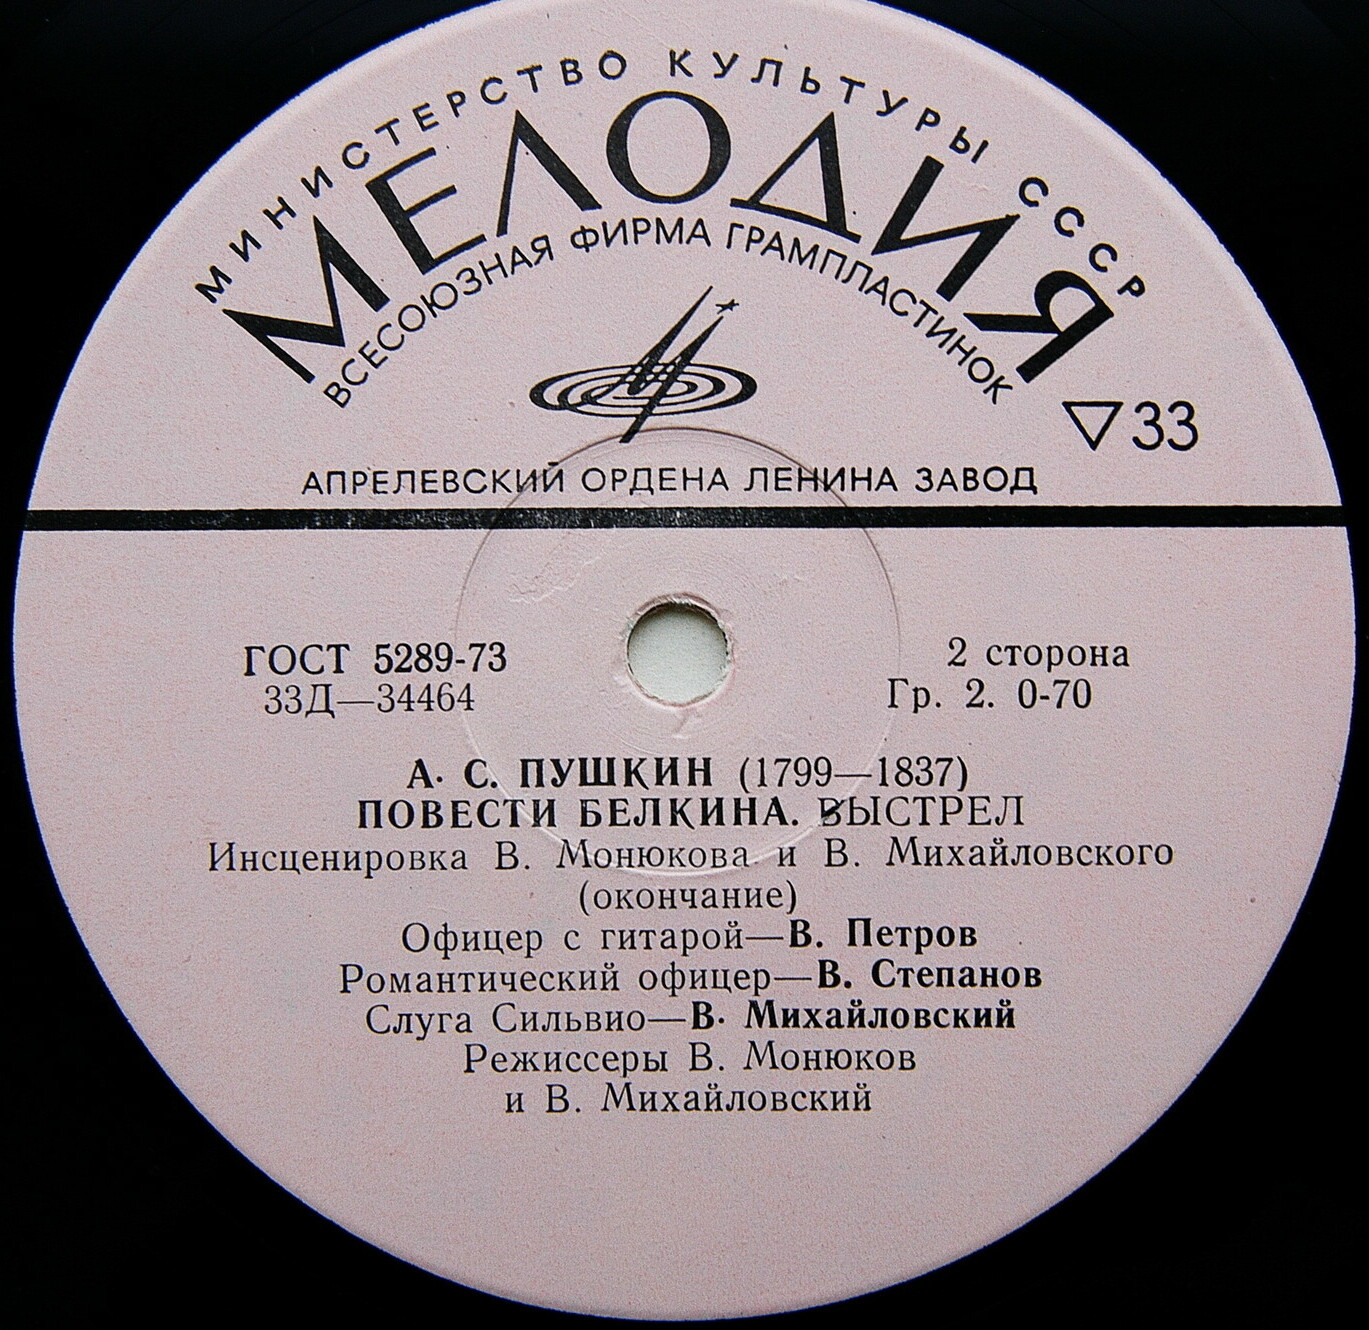 МИНИСТЕРСТВО КУЛЬТУРЫ СССР
МЕЛОДИЯ
ВСЕСОЮЗНАЯ ФИРМА ГРАМПЛАСТИНОК
33
АПРЕЛЕВСКИЙ ОРДЕНА ЛЕНИНА ЗАВОД
ГОСТ 5289-73
33Д—34464
2 сторона
Гр. 2. 0-70
А. С. ПУШКИН (1799—1837)
ПОВЕСТИ БЕЛКИНА. ВЫСТРЕЛ
Инсценировка В. Монюкова и В. Михайловского
(окончание)
Офицер с гитарой—В. Петров
Романтический офицер—В. Степанов
Слуга Сильвио—В. Михайловский
Режиссеры В. Монюков
и В. Михайловский